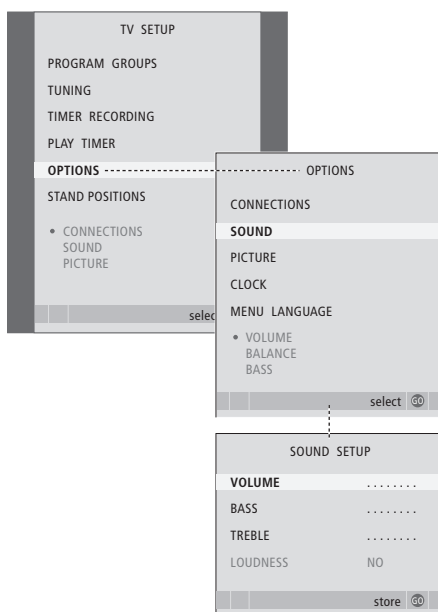 TV SETUP
PROGRAM GROUPS
TUNING
TIMER RECORDING
PLAY TIMER
OPTIONS
STAND POSITIONS
• CONNECTIONS
SOUND
PICTURE
selec
OPTIONS
CONNECTIONS
SOUND
PICTURE
CLOCK
MENU LANGUAGE
• VOLUME
BALANCE
BASS
select GO
SOUND SETUP
VOLUME ........
BASS ........
TREBLE ........
LOUDNESS NO
store GO